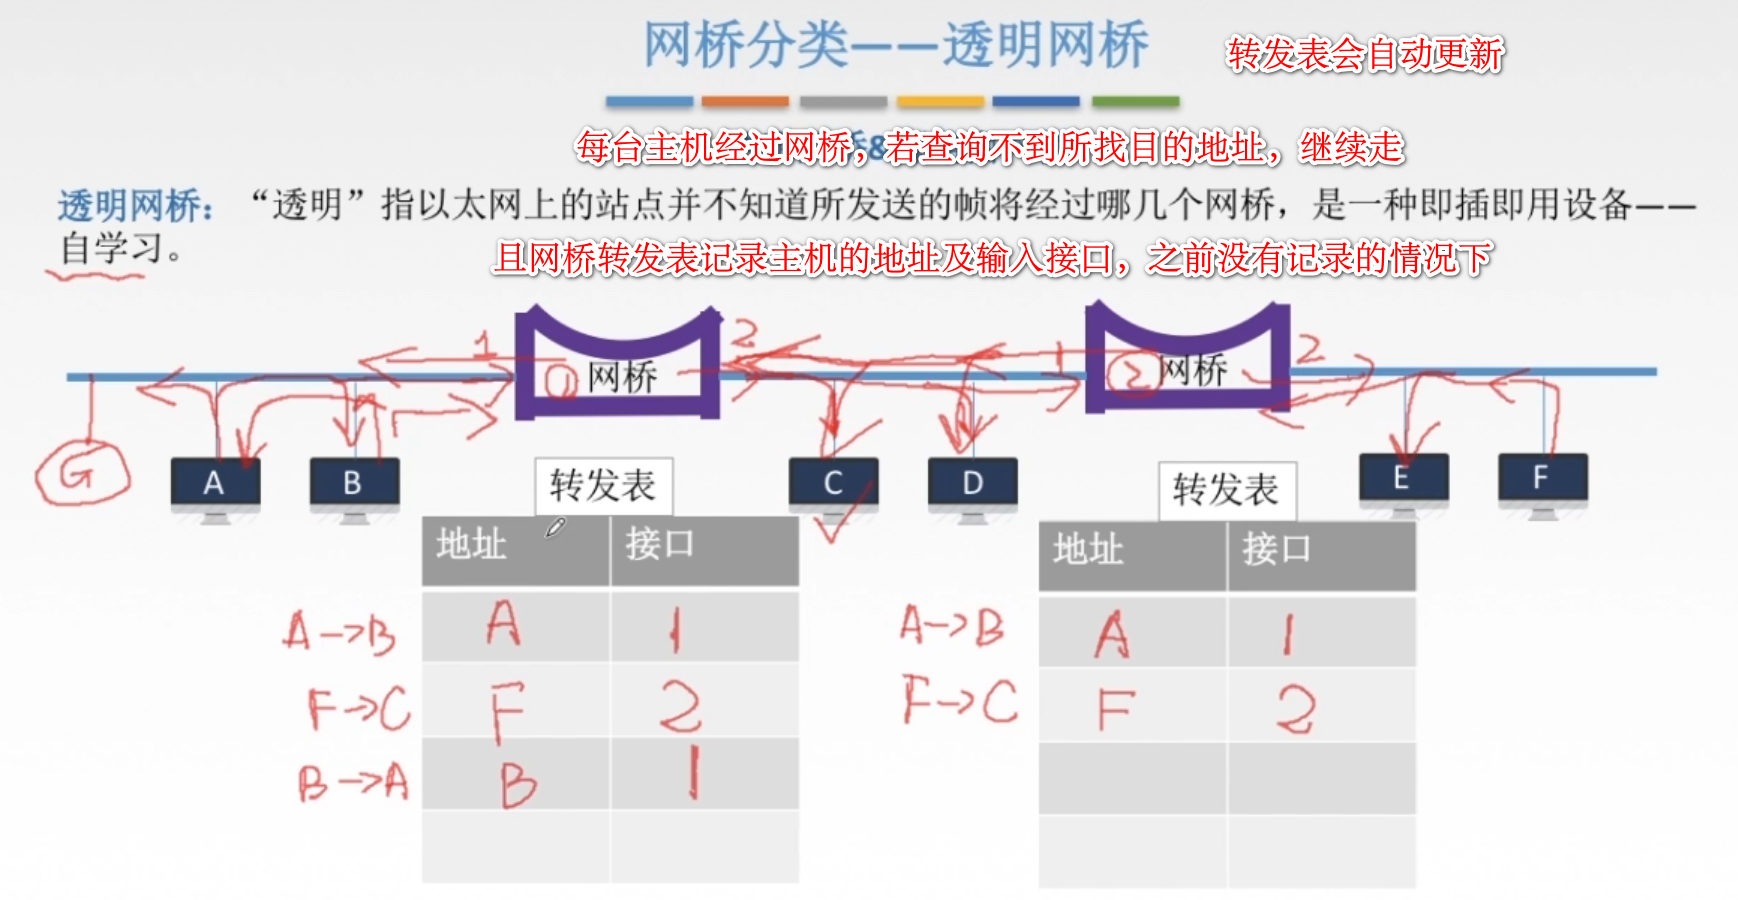 网桥分类——透明网桥
转发表会自动更新
每台主机经过网桥，若查询不到所找目的地址，继续走
透明网桥：“透明”指以太网上的站点并不知道所发送的帧将经过哪几个网桥，是一种即插即用设备——
自学习。
且网桥转发表记录主机的地址及输入接口，之前没有记录的情况下
1 2 1 2
① 网桥 ② 网桥
G A B C D E F
转发表 转发表
地址 接口 地址 接口
A→B A 1 A→B A 1
F→C F 2 F→C F 2
B→A B 1